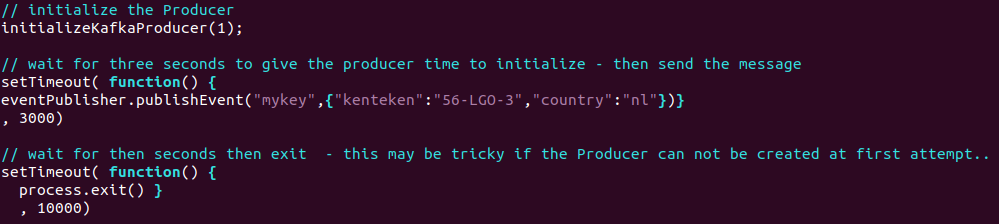 // initialize the Producer
initializeKafkaProducer(1);
// wait for three seconds to give the producer time to initialize - then send the message
setTimeout( function() {
eventPublisher.publishEvent("mykey",{"kenteken":"56-LGO-3","country":"nl"})}
, 3000)
// wait for then seconds then exit  - this may be tricky if the Producer can not be created at first attempt..
setTimeout( function() {
  process.exit() }
  , 10000)